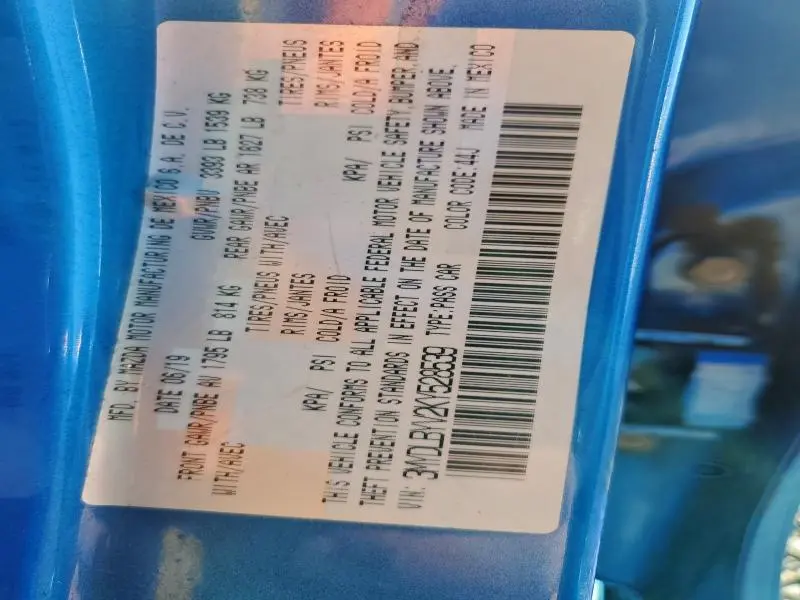 MFD. BY MAZDA MOTOR MANUFACTURING DE MEXICO S.A. DE C.V.
DATE 06/19 GVWR/PNBV 3393 LB 1539 KG
FRONT GAWR/PNBE AV 1795 LB 814 KG REAR GAWR/PNBE AR 1627 LB 738 KG
WITH/AVEC TIRES/PNEUS WITH/AVEC TIRES/PNEUS
RIMS/JANTES RIMS/JANTES
KPA/ PSI COLD/A FROID KPA/ PSI COLD/A FROID
THIS VEHICLE CONFORMS TO ALL APPLICABLE FEDERAL MOTOR VEHICLE SAFETY, BUMPER, AND
THEFT PREVENTION STANDARDS IN EFFECT ON THE DATE OF MANUFACTURE SHOWN ABOVE.
VIN: 3MYDLBYV2KY528539 TYPE:PASS CAR COLOR CODE:44J MADE IN MEXICO